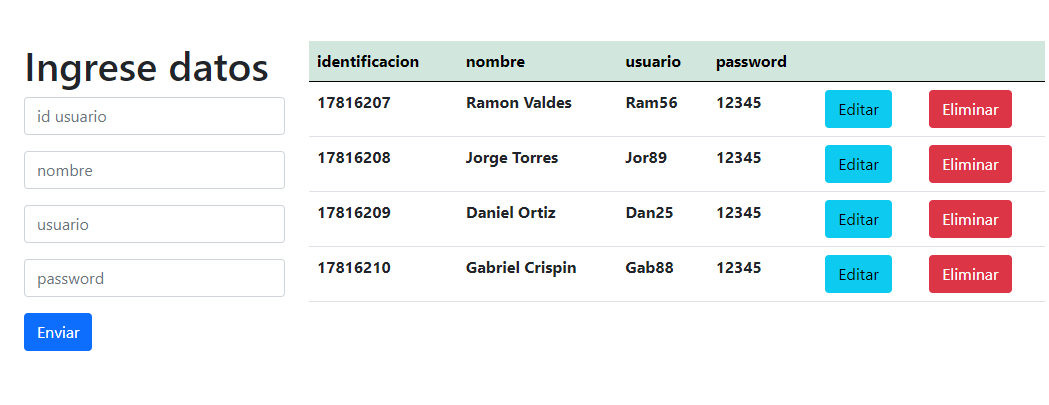 Ingrese datos
id usuario
nombre
usuario
password
Enviar
identificacion nombre usuario password
17816207 Ramon Valdes Ram56 12345 Editar Eliminar
17816208 Jorge Torres Jor89 12345 Editar Eliminar
17816209 Daniel Ortiz Dan25 12345 Editar Eliminar
17816210 Gabriel Crispin Gab88 12345 Editar Eliminar